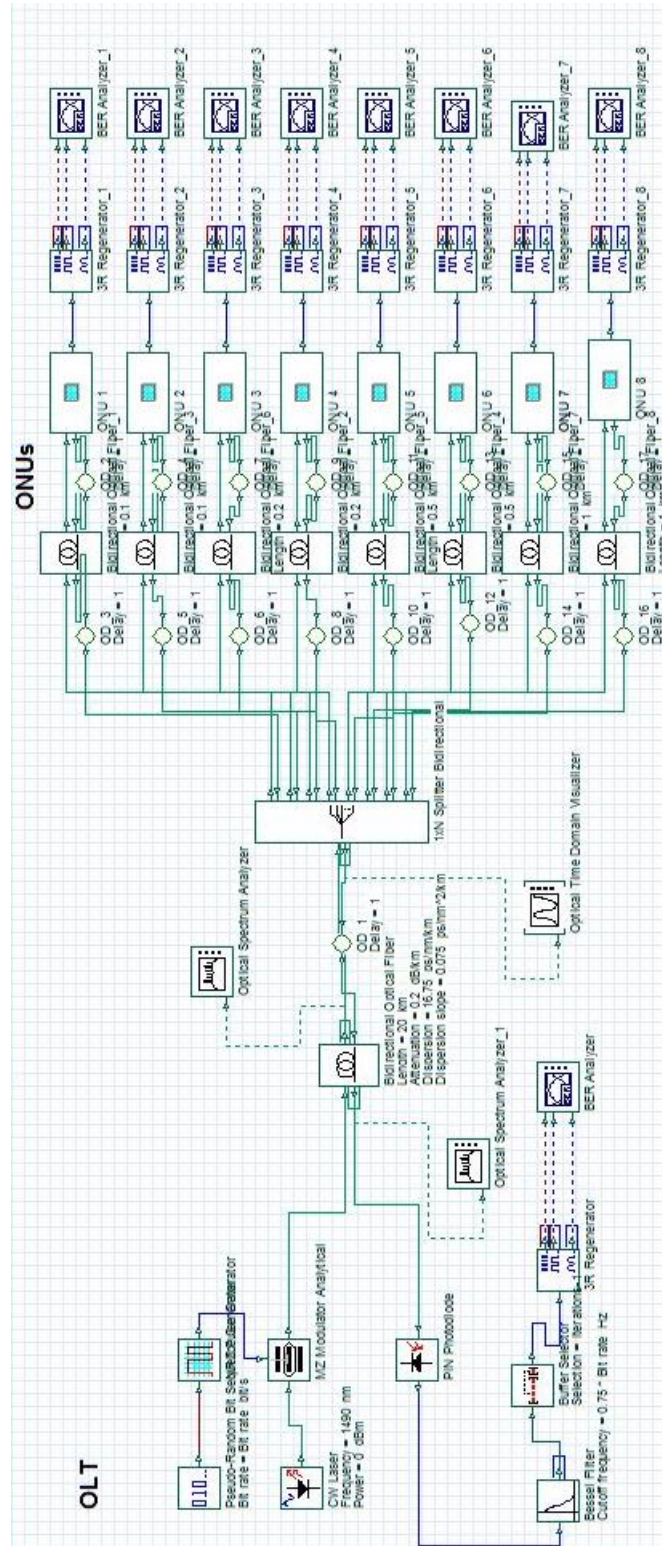 ONUs
BER Analyzer_1
BER Analyzer_2
BER Analyzer_3
BER Analyzer_4
BER Analyzer_5
BER Analyzer_6
BER Analyzer_7
BER Analyzer_8
3R Regenerator_1
3R Regenerator_2
3R Regenerator_3
3R Regenerator_4
3R Regenerator_5
3R Regenerator_6
3R Regenerator_7
3R Regenerator_8
ONU 1
ONU 2
ONU 3
ONU 4
ONU 5
ONU 6
ONU 7
ONU 8
OD_3
Delay = 1
OD_5
Delay = 1
OD_6
Delay = 1
OD_8
Delay = 1
OD_10
Delay = 1
OD_12
Delay = 1
OD_14
Delay = 1
OD_16
Delay = 1
1xN Splitter Bidirectional
Optical Spectrum Analyzer
Optical Time Domain Visualizer
OD_1
Delay = 1
Bidirectional Optical Fiber
Length = 20 km
Attenuation = 0.2 dB/km
Dispersion = 16.75 ps/nm/km
Dispersion slope = 0.075 ps/nm^2/km
Optical Spectrum Analyzer_1
BER Analyzer
3R Regenerator
OLT
Pseudo-Random Bit
Bit rate = Bit rate bit/s
MZ Modulator Analytical
CW Laser
Frequency = 1490 nm
Power = 0 dBm
PIN Photodiode
Buffer Selector
Selection = Iterations
Bessel Filter
Cutoff frequency = 0.75 * Bit rate Hz